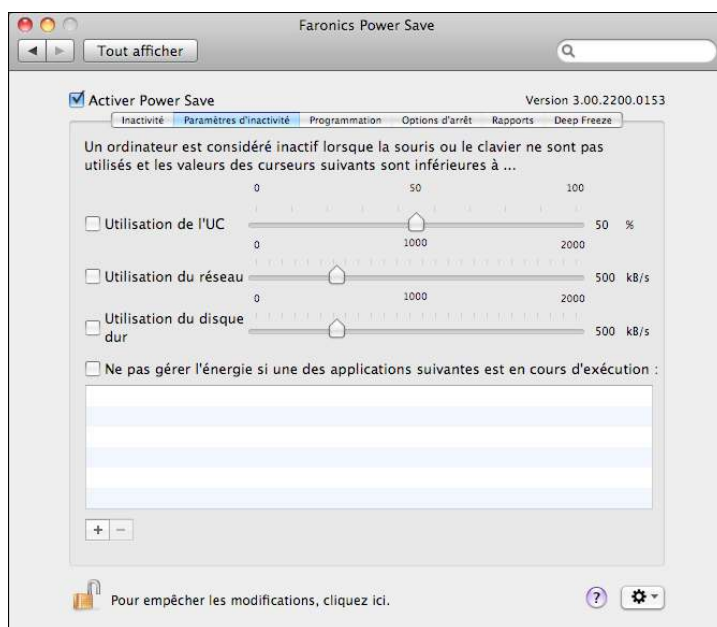 Faronics Power Save
Tout afficher
Activer Power Save
Version 3.00.2200.0153
Inactivité Paramètres d'inactivité Programmation Options d'arrêt Rapports Deep Freeze
Un ordinateur est considéré inactif lorsque la souris ou le clavier ne sont pas
utilisés et les valeurs des curseurs suivants sont inférieures à ...
0 50 100
Utilisation de l'UC 50 %
0 1000 2000
Utilisation du réseau 500 kB/s
0 1000 2000
Utilisation du disque
dur 500 kB/s
Ne pas gérer l'énergie si une des applications suivantes est en cours d'exécution :
+ −
Pour empêcher les modifications, cliquez ici.
?